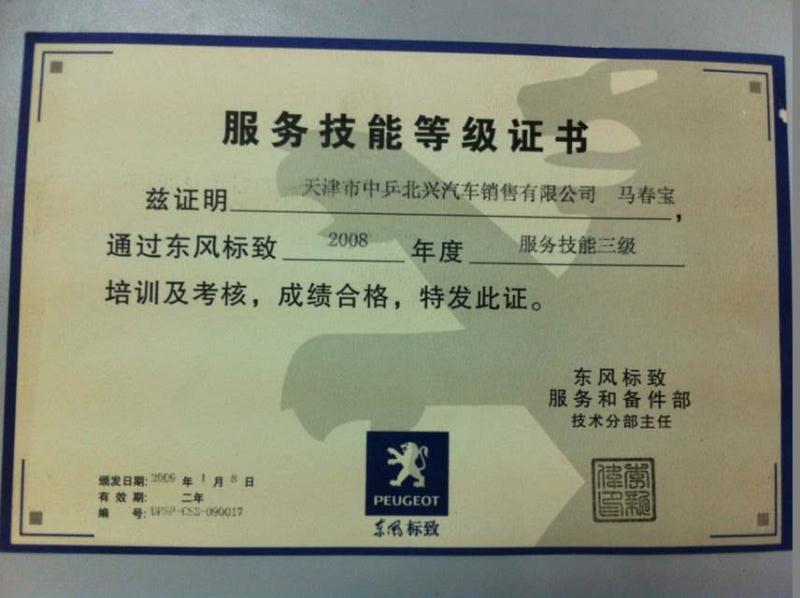 服务技能等级证书
兹证明 天津市中乒北兴汽车销售有限公司 马春宝，
通过东风标致 2008 年度 服务技能三级
培训及考核，成绩合格，特发此证。
东风标致
服务和备件部
技术分部主任
颁发日期: 2009 年 1 月 8 日
有 效 期: 二年
编 号: DPSP-CS3-090017
PEUGEOT
东风标致